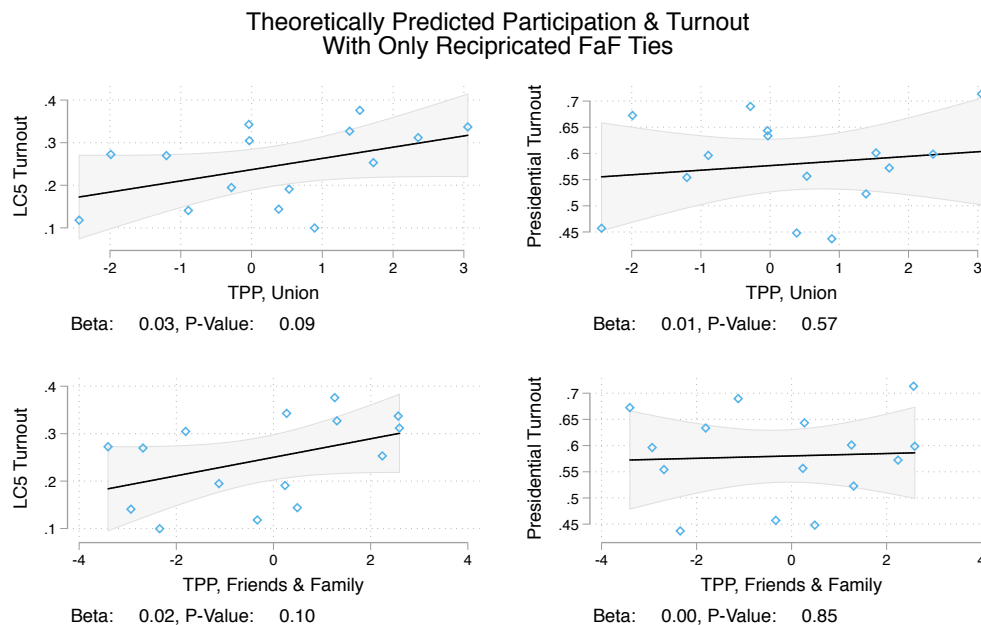 Theoretically Predicted Participation & Turnout
With Only Recipricated FaF Ties
LC5 Turnout
.4
.3
.2
.1
-2 -1 0 1 2 3
TPP, Union
Beta: 0.03, P-Value: 0.09
Presidential Turnout
.7
.65
.6
.55
.5
.45
-2 -1 0 1 2 3
TPP, Union
Beta: 0.01, P-Value: 0.57
LC5 Turnout
.4
.3
.2
.1
-4 -2 0 2 4
TPP, Friends & Family
Beta: 0.02, P-Value: 0.10
Presidential Turnout
.7
.65
.6
.55
.5
.45
-4 -2 0 2 4
TPP, Friends & Family
Beta: 0.00, P-Value: 0.85